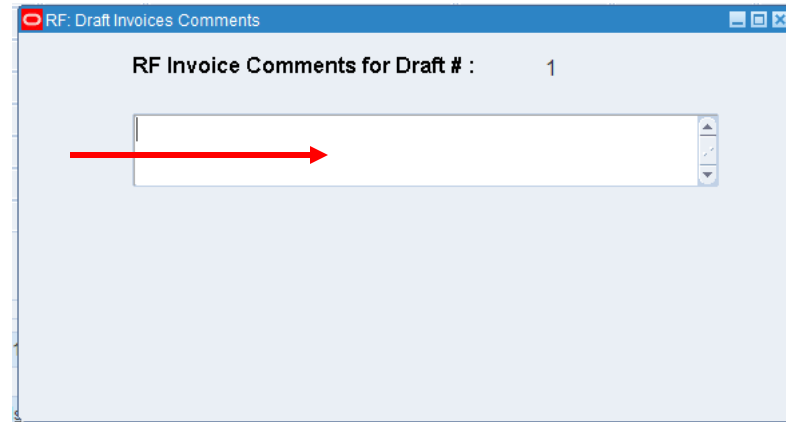 RF: Draft Invoices Comments
RF Invoice Comments for Draft # : 1